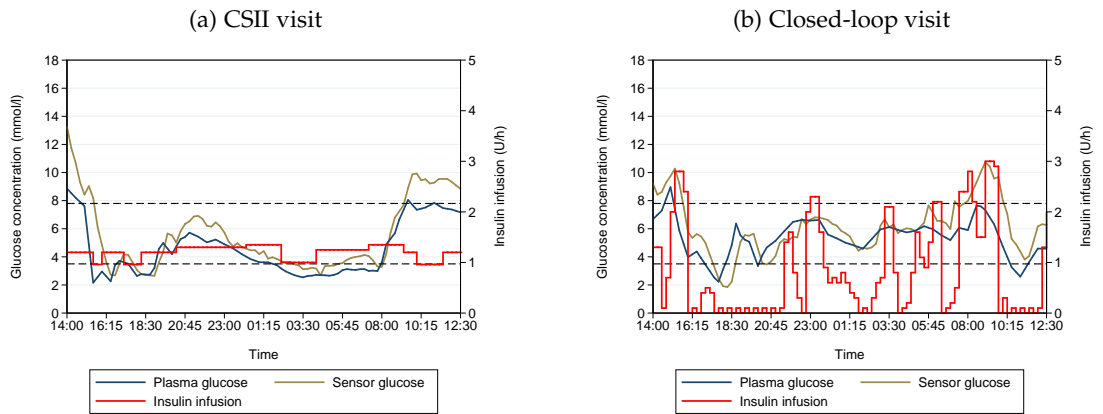 (a) CSII visit
Glucose concentration (mmol/l)
18
16
14
12
10
8
6
4
2
0
5
4
3
2
1
0
Insulin infusion (U/h)
14:00 16:15 18:30 20:45 23:00 01:15 03:30 05:45 08:00 10:15 12:30
Time
Plasma glucose Sensor glucose
Insulin infusion
(b) Closed-loop visit
Glucose concentration (mmol/l)
18
16
14
12
10
8
6
4
2
0
5
4
3
2
1
0
Insulin infusion (U/h)
14:00 16:15 18:30 20:45 23:00 01:15 03:30 05:45 08:00 10:15 12:30
Time
Plasma glucose Sensor glucose
Insulin infusion